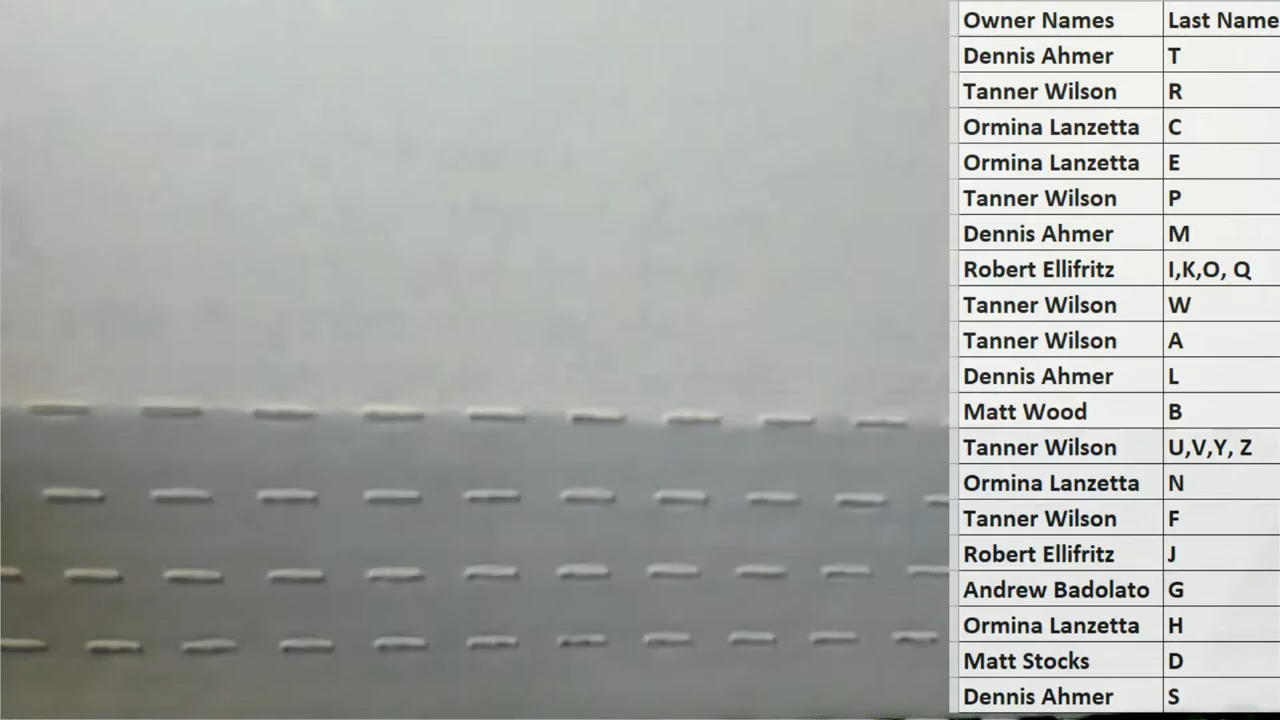 Owner Names Last Name
Dennis Ahmer T
Tanner Wilson R
Ormina Lanzetta C
Ormina Lanzetta E
Tanner Wilson P
Dennis Ahmer M
Robert Ellifritz I,K,O, Q
Tanner Wilson W
Tanner Wilson A
Dennis Ahmer L
Matt Wood B
Tanner Wilson U,V,Y, Z
Ormina Lanzetta N
Tanner Wilson F
Robert Ellifritz J
Andrew Badolato G
Ormina Lanzetta H
Matt Stocks D
Dennis Ahmer S